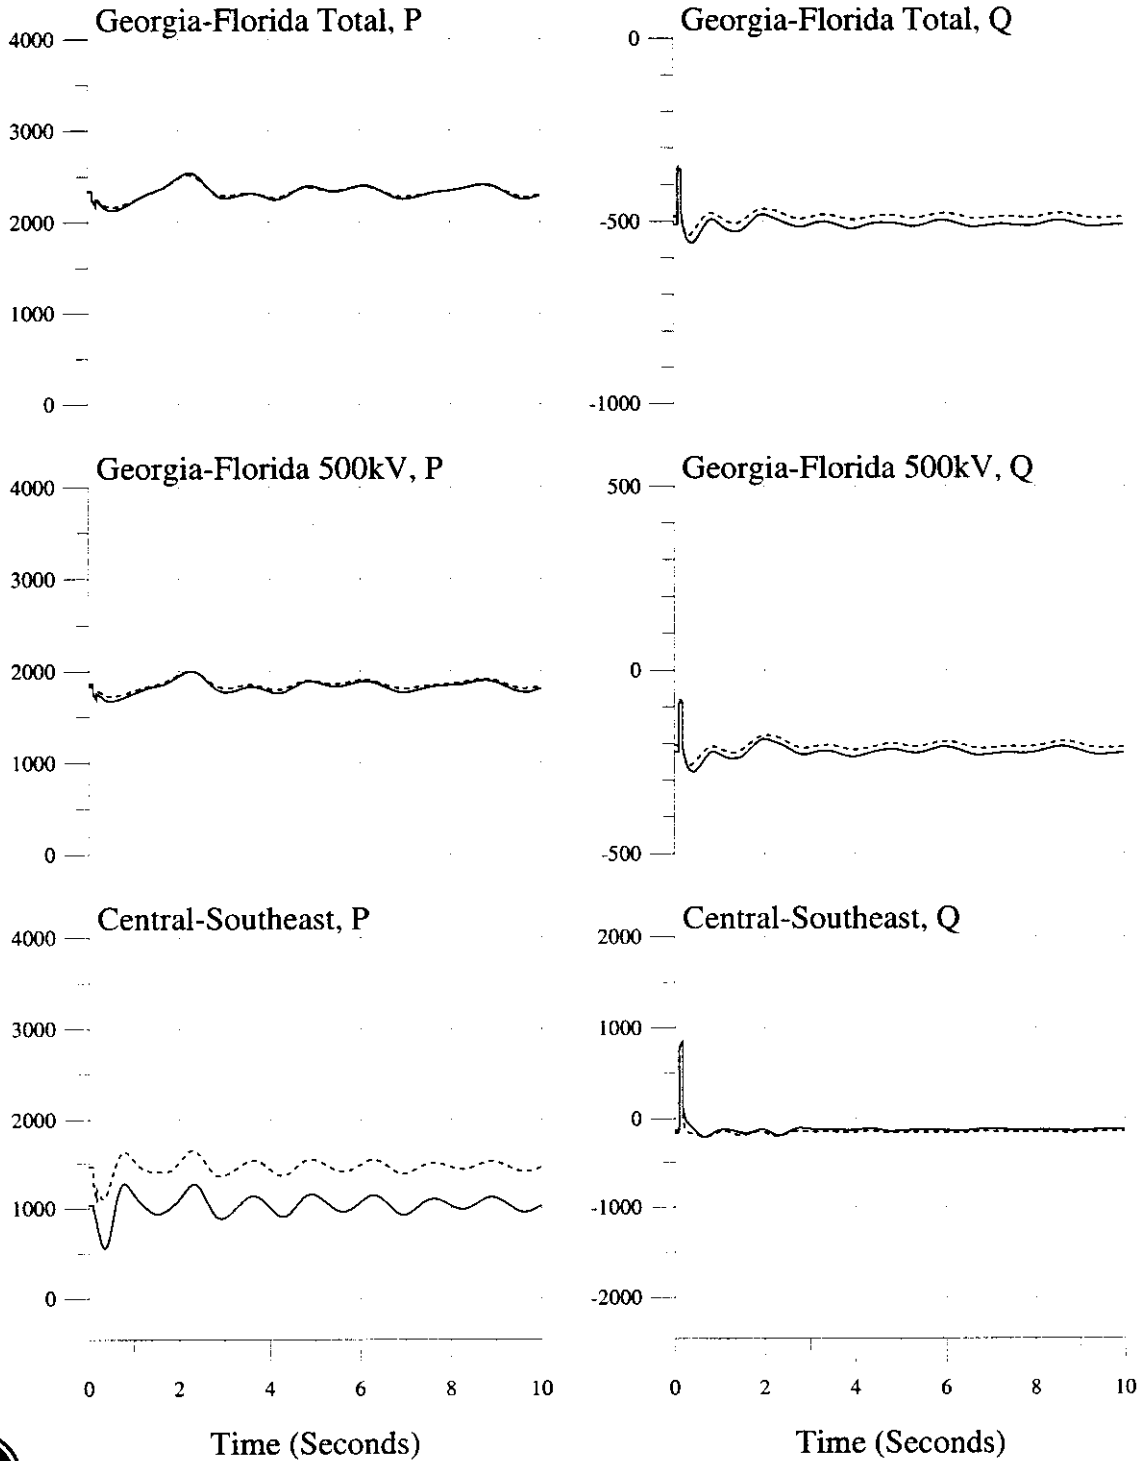 Georgia-Florida Total, P
4000
3000
2000
1000
0
Georgia-Florida Total, Q
0
-500
-1000
Georgia-Florida 500kV, P
4000
3000
2000
1000
0
Georgia-Florida 500kV, Q
500
0
-500
Central-Southeast, P
4000
3000
2000
1000
0
Central-Southeast, Q
2000
1000
0
-1000
-2000
0 2 4 6 8 10
Time (Seconds)
0 2 4 6 8 10
Time (Seconds)